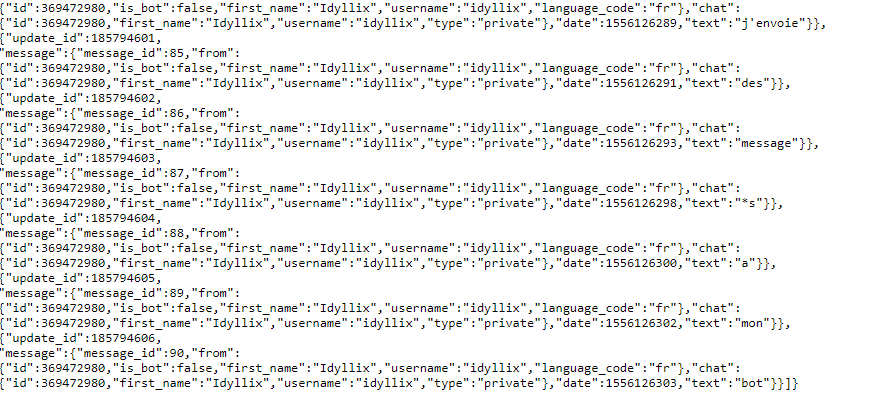 {"id":369472980,"is_bot":false,"first_name":"Idyllix","username":"idyllix","language_code":"fr"},"chat":
{"id":369472980,"first_name":"Idyllix","username":"idyllix","type":"private"},"date":1556126289,"text":"j'envoie"}},
{"update_id":185794601,
"message":{"message_id":85,"from":
{"id":369472980,"is_bot":false,"first_name":"Idyllix","username":"idyllix","language_code":"fr"},"chat":
{"id":369472980,"first_name":"Idyllix","username":"idyllix","type":"private"},"date":1556126291,"text":"des"}},
{"update_id":185794602,
"message":{"message_id":86,"from":
{"id":369472980,"is_bot":false,"first_name":"Idyllix","username":"idyllix","language_code":"fr"},"chat":
{"id":369472980,"first_name":"Idyllix","username":"idyllix","type":"private"},"date":1556126293,"text":"message"}},
{"update_id":185794603,
"message":{"message_id":87,"from":
{"id":369472980,"is_bot":false,"first_name":"Idyllix","username":"idyllix","language_code":"fr"},"chat":
{"id":369472980,"first_name":"Idyllix","username":"idyllix","type":"private"},"date":1556126298,"text":"*s"}},
{"update_id":185794604,
"message":{"message_id":88,"from":
{"id":369472980,"is_bot":false,"first_name":"Idyllix","username":"idyllix","language_code":"fr"},"chat":
{"id":369472980,"first_name":"Idyllix","username":"idyllix","type":"private"},"date":1556126300,"text":"a"}},
{"update_id":185794605,
"message":{"message_id":89,"from":
{"id":369472980,"is_bot":false,"first_name":"Idyllix","username":"idyllix","language_code":"fr"},"chat":
{"id":369472980,"first_name":"Idyllix","username":"idyllix","type":"private"},"date":1556126302,"text":"mon"}},
{"update_id":185794606,
"message":{"message_id":90,"from":
{"id":369472980,"is_bot":false,"first_name":"Idyllix","username":"idyllix","language_code":"fr"},"chat":
{"id":369472980,"first_name":"Idyllix","username":"idyllix","type":"private"},"date":1556126303,"text":"bot"}}]}